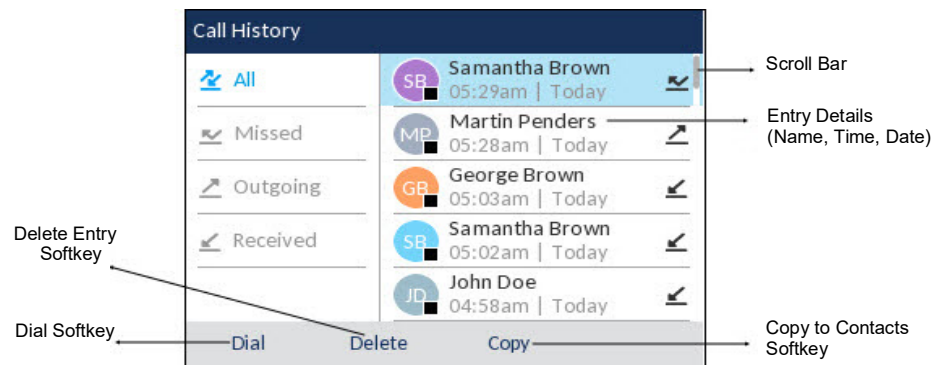 Call History
All
Missed
Outgoing
Received
SB
Samantha Brown
05:29am | Today
MP
Martin Penders
05:28am | Today
GB
George Brown
05:03am | Today
SB
Samantha Brown
05:02am | Today
JD
John Doe
04:58am | Today
Dial
Delete
Copy
Scroll Bar
Entry Details
(Name, Time, Date)
Delete Entry
Softkey
Dial Softkey
Copy to Contacts
Softkey